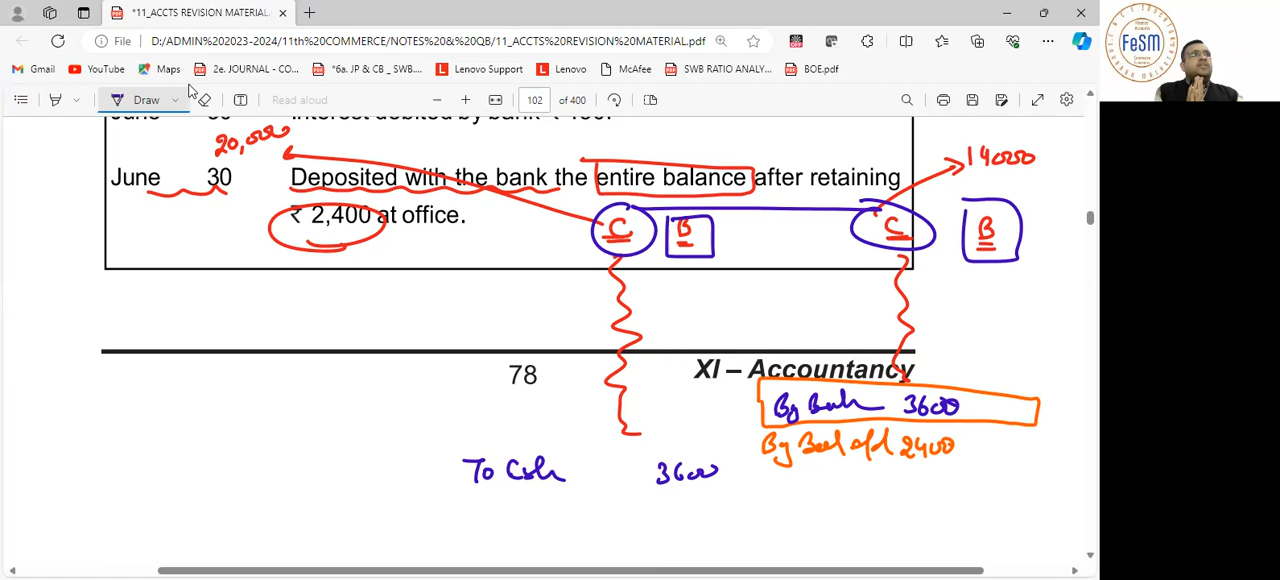 *11_ACCTS REVISION MATERIAL.pdf
File D:/ADMIN%202023-2024/11th%20COMMERCE/NOTES%20&%20QB/11_ACCTS%20REVISION%20MATERIAL.pdf
Gmail YouTube Maps 2e. JOURNAL - CO... *6a. JP & CB _ SWB.... Lenovo Support Lenovo McAfee SWB RATIO ANALY... BOE.pdf
Draw Read aloud 102 of 400
FeSM
20,000
14000
June 30 Deposited with the bank the entire balance after retaining
₹ 2,400 at office.
C B C B
78 XI – Accountancy
By Bank 3600
By Bal c/d 2400
To Cash 3600